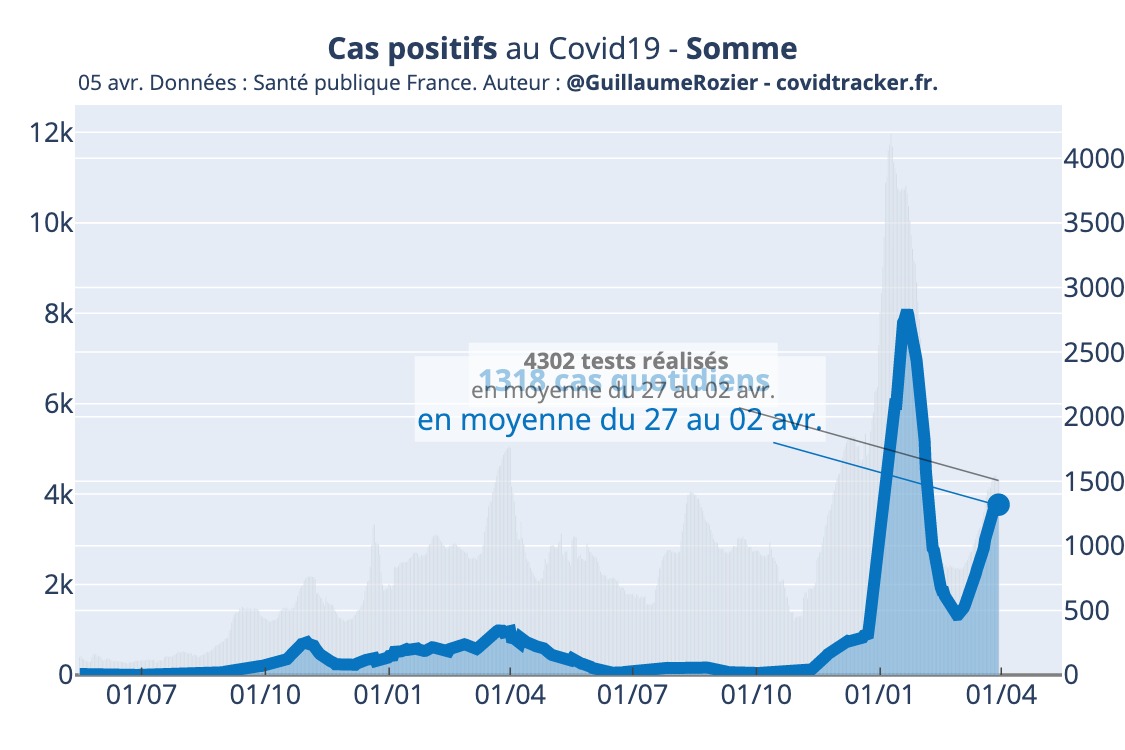 Cas positifs au Covid19 - Somme
05 avr. Données : Santé publique France. Auteur : @GuillaumeRozier - covidtracker.fr.
12k
10k
8k
6k
4k
2k
0
4302 tests réalisés
1318 cas quotidiens
en moyenne du 27 au 02 avr.
en moyenne du 27 au 02 avr.
4000
3500
3000
2500
2000
1500
1000
500
0
01/07 01/10 01/01 01/04 01/07 01/10 01/01 01/04